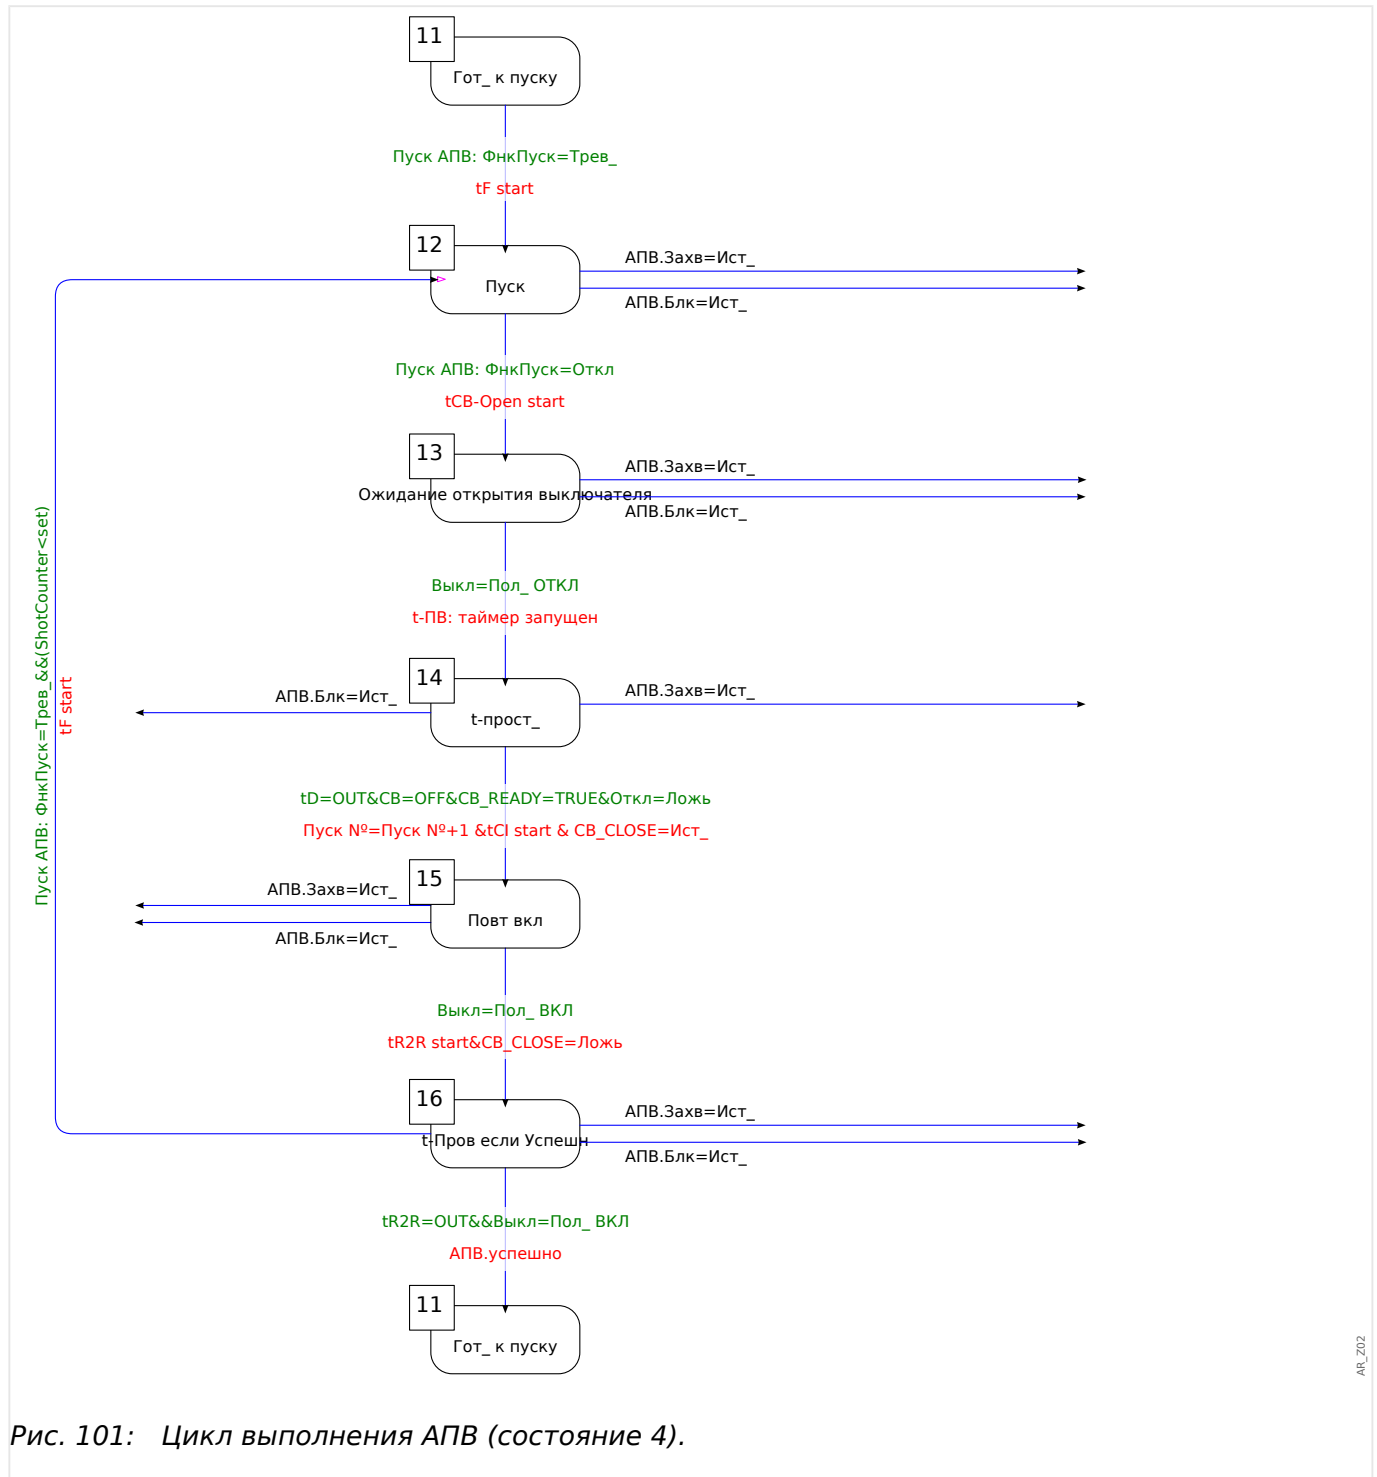 11
Гот_ к пуску
Пуск АПВ: ФнкПуск=Трев_
tF start
12
Пуск
АПВ.Захв=Ист_
АПВ.Блк=Ист_
Пуск АПВ: ФнкПуск=Откл
tCB-Open start
13
Ожидание открытия выключателя
АПВ.Захв=Ист_
АПВ.Блк=Ист_
Выкл=Пол_ ОТКЛ
t-ПВ: таймер запущен
Пуск АПВ: ФнкПуск=Трев_&&(ShotCounter<set)
tF start
14
t-прост_
АПВ.Блк=Ист_
АПВ.Захв=Ист_
tD=OUT&CB=OFF&CB_READY=TRUE&Откл=Ложь
Пуск №=Пуск №+1 &tCI start & CB_CLOSE=Ист_
15
Повт вкл
АПВ.Захв=Ист_
АПВ.Блк=Ист_
Выкл=Пол_ ВКЛ
tR2R start&CB_CLOSE=Ложь
16
t-Пров если Успешн
АПВ.Захв=Ист_
АПВ.Блк=Ист_
tR2R=OUT&&Выкл=Пол_ ВКЛ
АПВ.успешно
11
Гот_ к пуску
AR_Z02
Рис. 101: Цикл выполнения АПВ (состояние 4).